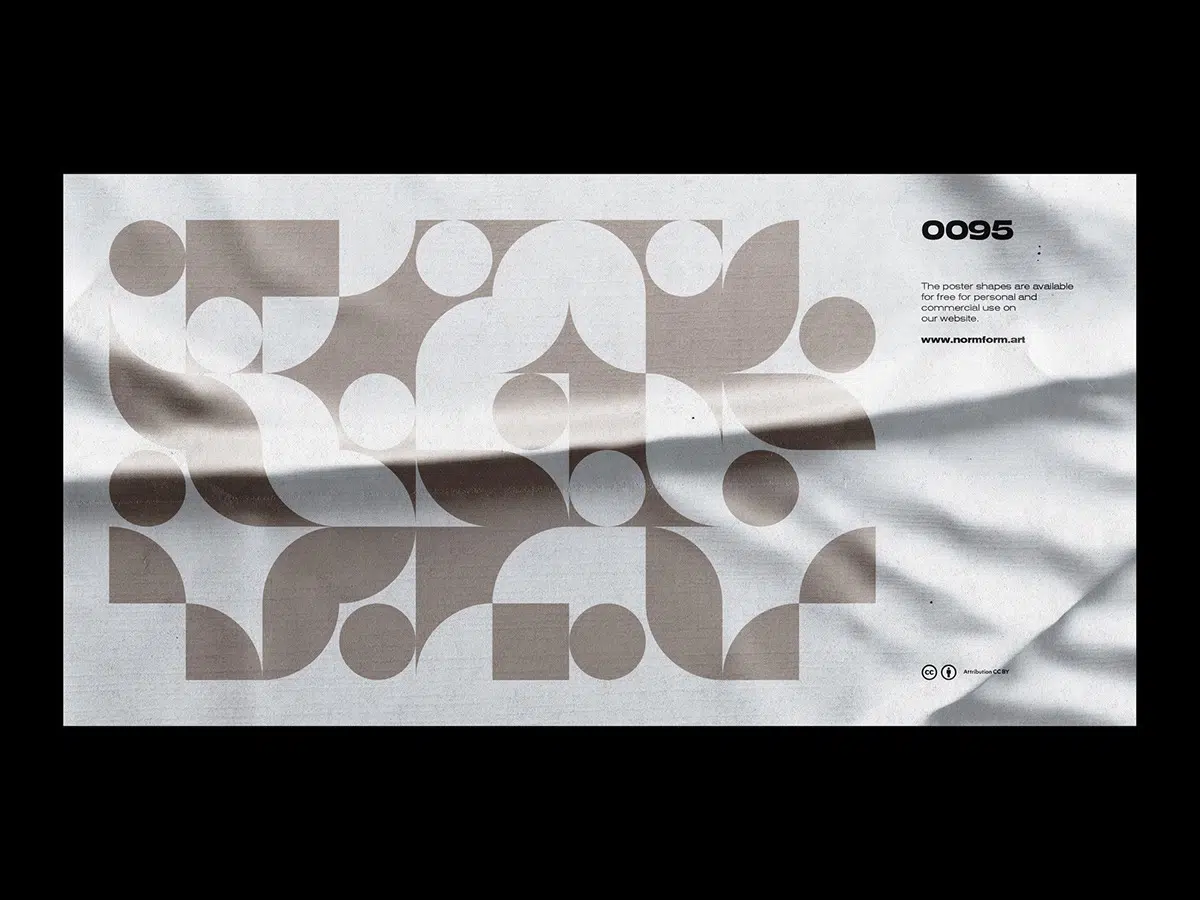 0095
The poster shapes are available
for free for personal and
commercial use on
our website.
www.normform.art
cc
Attribution CC BY